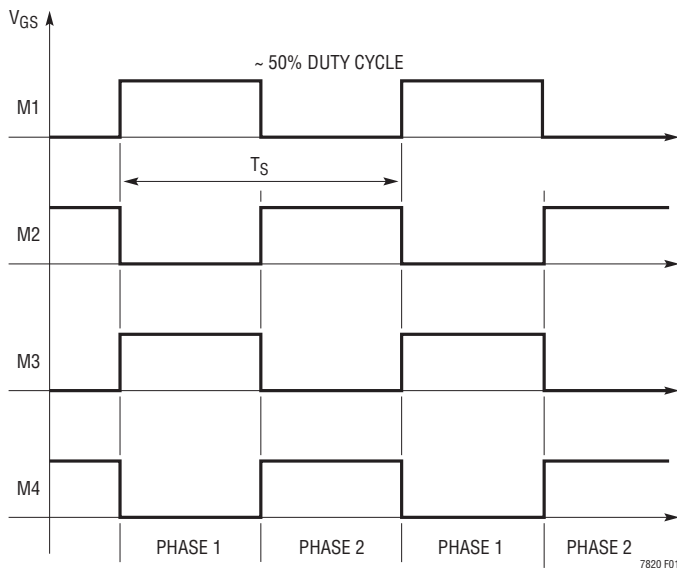 VGS
~ 50% DUTY CYCLE
M1
TS
M2
M3
M4
PHASE 1 PHASE 2 PHASE 1 PHASE 2
7820 F01